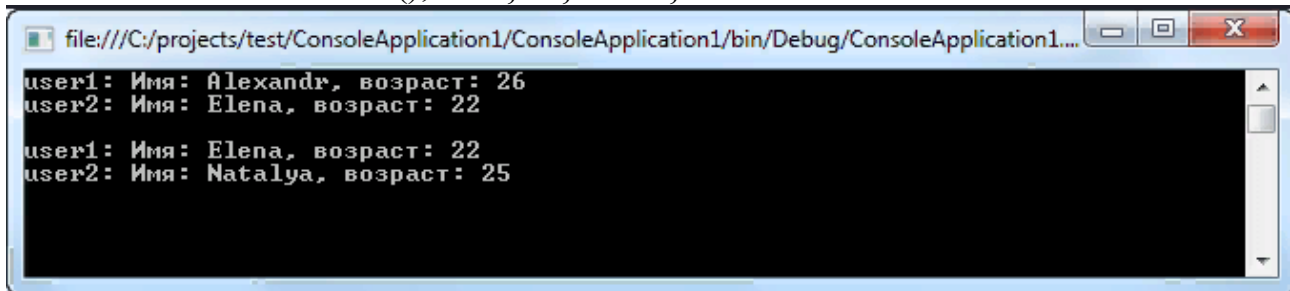 file:///C:/projects/test/ConsoleApplication1/ConsoleApplication1/bin/Debug/ConsoleApplication1....
user1: Имя: Alexandr, возраст: 26
user2: Имя: Elena, возраст: 22
user1: Имя: Elena, возраст: 22
user2: Имя: Natalya, возраст: 25